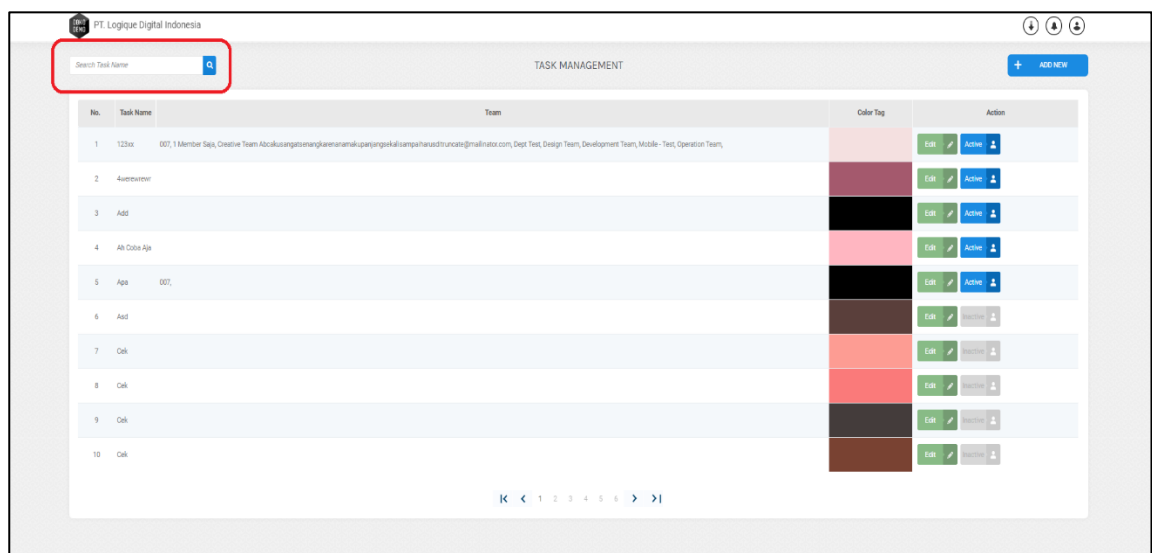 DOKU DEMO PT. Logique Digital Indonesia
Search Task Name TASK MANAGEMENT + ADD NEW
No. Task Name Team Color Tag Action
1 123xx 007, 1 Member Saja, Creative Team Abcakusangatsenangkarenanamakupanjangsekalisampaiharusditruncate@mailinator.com, Dept Test, Design Team, Development Team, Mobile - Test, Operation Team, Edit Active
2 4werewrewr Edit Active
3 Add Edit Active
4 Ah Coba Aja Edit Active
5 Apa 007, Edit Active
6 Asd Edit Inactive
7 Cek Edit Inactive
8 Cek Edit Inactive
9 Cek Edit Inactive
10 Cek Edit Inactive
1 2 3 4 5 6